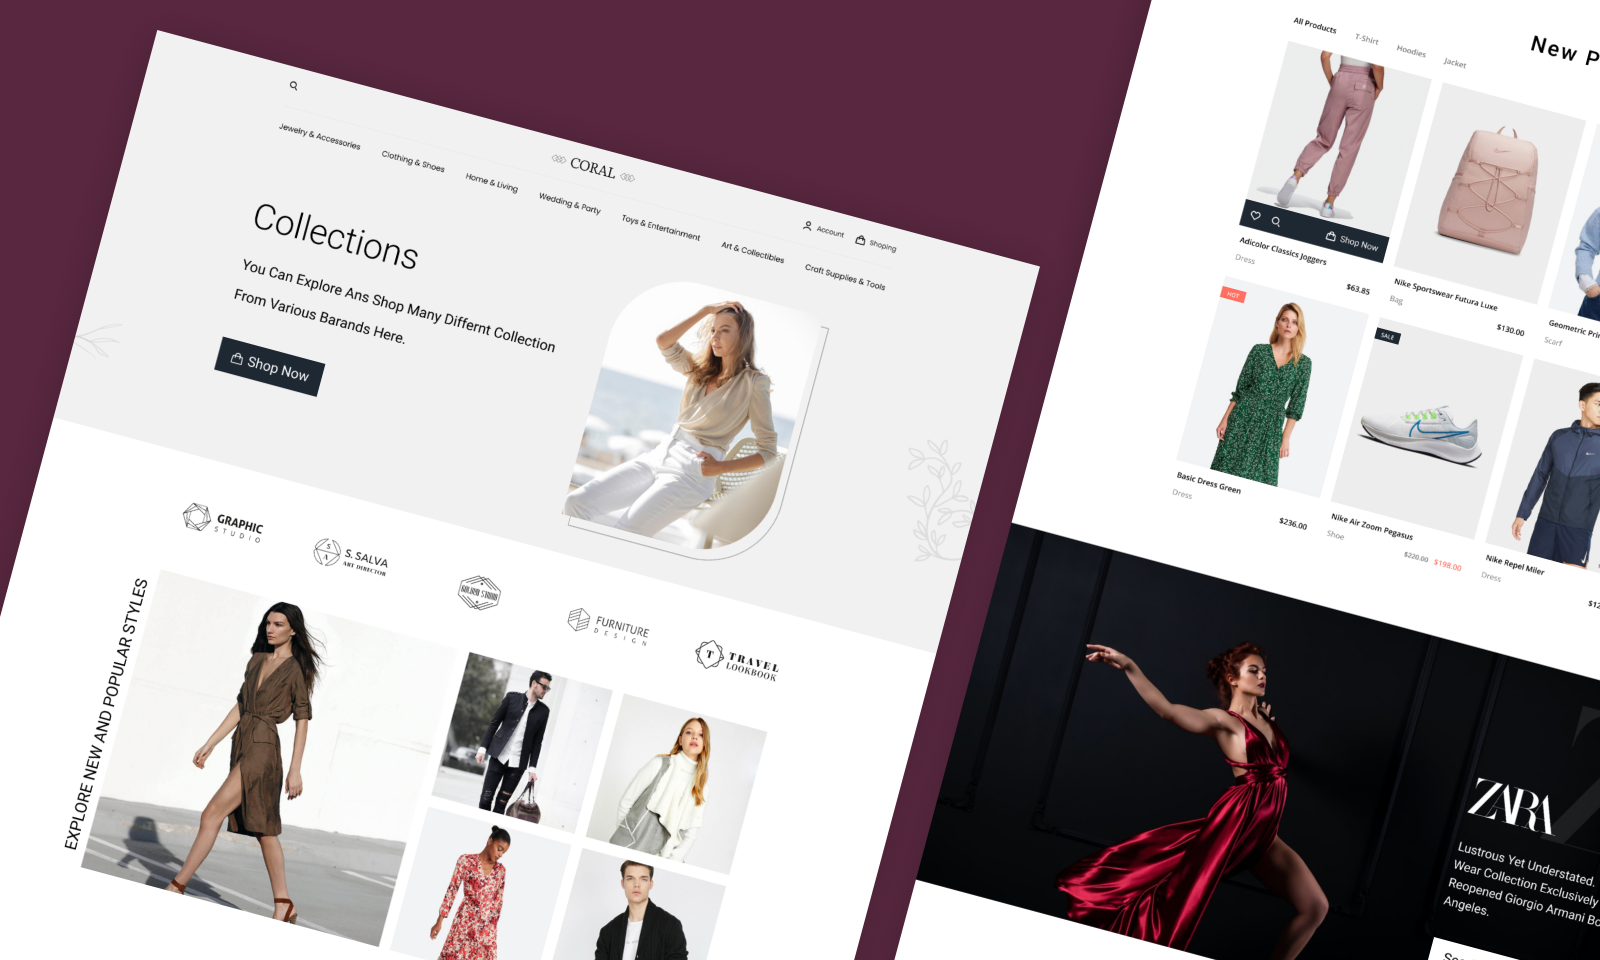 CORAL
Account
Shoping
Jewelry & Accessories
Clothing & Shoes
Home & Living
Wedding & Party
Toys & Entertainment
Art & Collectibles
Craft Supplies & Tools
Collections
You Can Explore Ans Shop Many Differnt Collection
From Various Barands Here.
Shop Now
GRAPHIC
STUDIO
S
A
S. SALVA
ART DIRECTOR
GOLDEN STUDIO
FURNITURE
DESIGN
T
TRAVEL
LOOKBOOK
EXPLORE NEW AND POPULAR STYLES
New P
All Products
T-Shirt
Hoodies
Jacket
Shop Now
Adicolor Classics Joggers
Dress
$63.85
Nike Sportswear Futura Luxe
Bag
$130.00
Geometric Pri
Scarf
HOT
Basic Dress Green
Dress
$236.00
SALE
Nike Air Zoom Pegasus
Shoe
$220.00 $198.00
Nike Repel Miler
Dress
$12
ZARA
Lustrous Yet Understated.
Wear Collection Exclusively
Reopened Giorgio Armani Bo
Angeles.